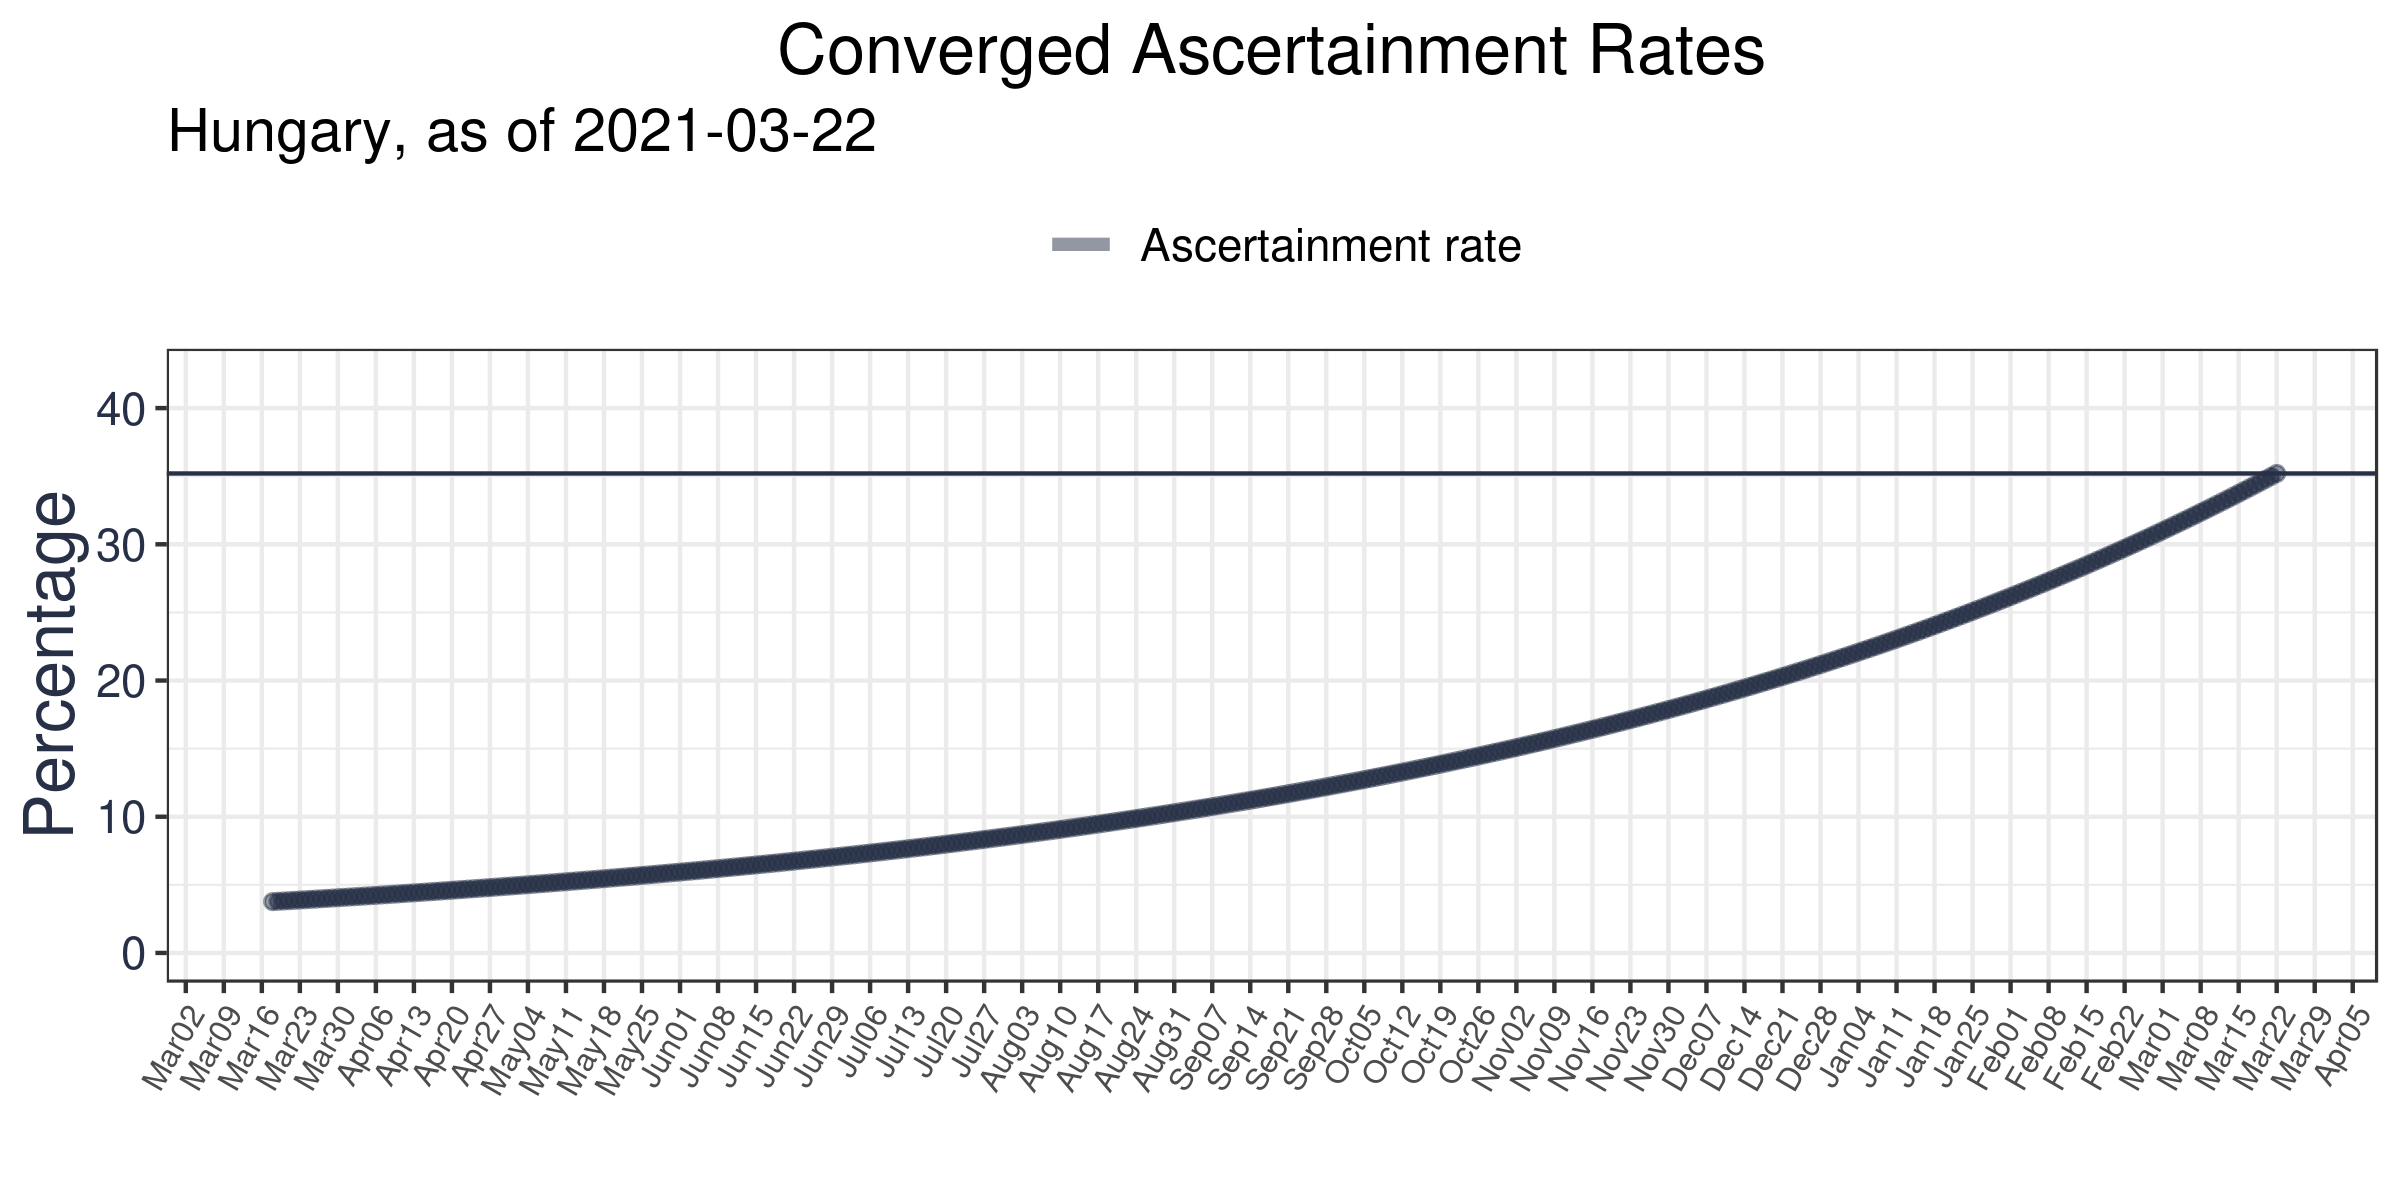 Converged Ascertainment Rates
Hungary, as of 2021-03-22
Ascertainment rate
Percentage
40
30
20
10
0
Mar02
Mar09
Mar16
Mar23
Mar30
Apr06
Apr13
Apr20
Apr27
May04
May11
May18
May25
Jun01
Jun08
Jun15
Jun22
Jun29
Jul06
Jul13
Jul20
Jul27
Aug03
Aug10
Aug17
Aug24
Aug31
Sep07
Sep14
Sep21
Sep28
Oct05
Oct12
Oct19
Oct26
Nov02
Nov09
Nov16
Nov23
Nov30
Dec07
Dec14
Dec21
Dec28
Jan04
Jan11
Jan18
Jan25
Feb01
Feb08
Feb15
Feb22
Mar01
Mar08
Mar15
Mar22
Mar29
Apr05